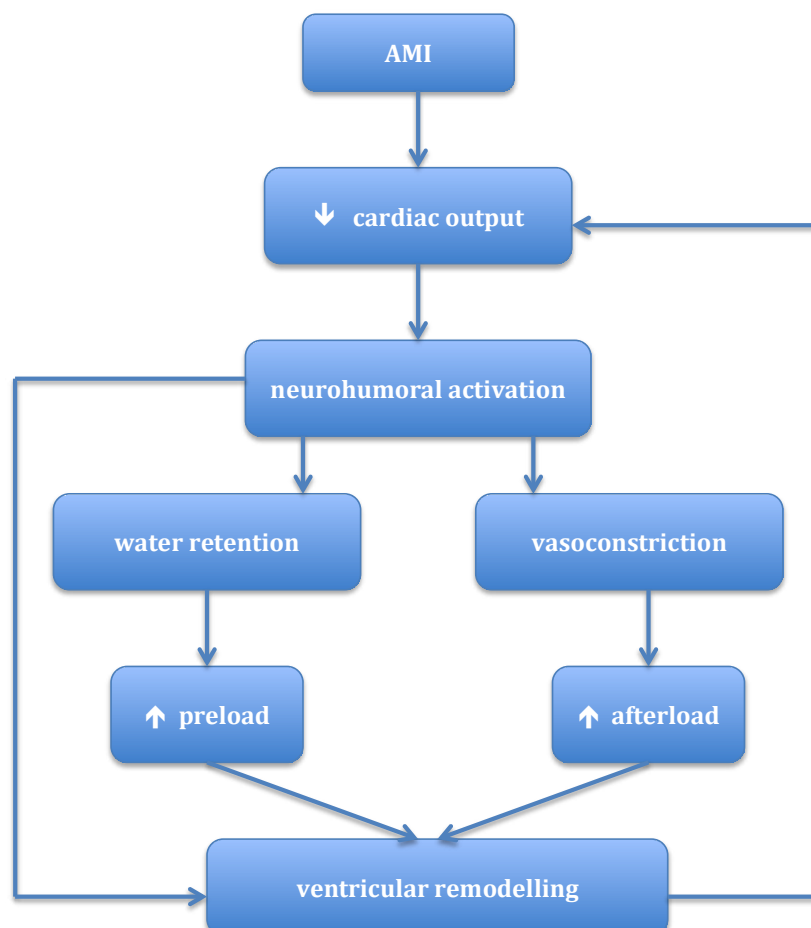 AMI
↓ cardiac output
neurohumoral activation
water retention
vasoconstriction
↑ preload
↑ afterload
ventricular remodelling